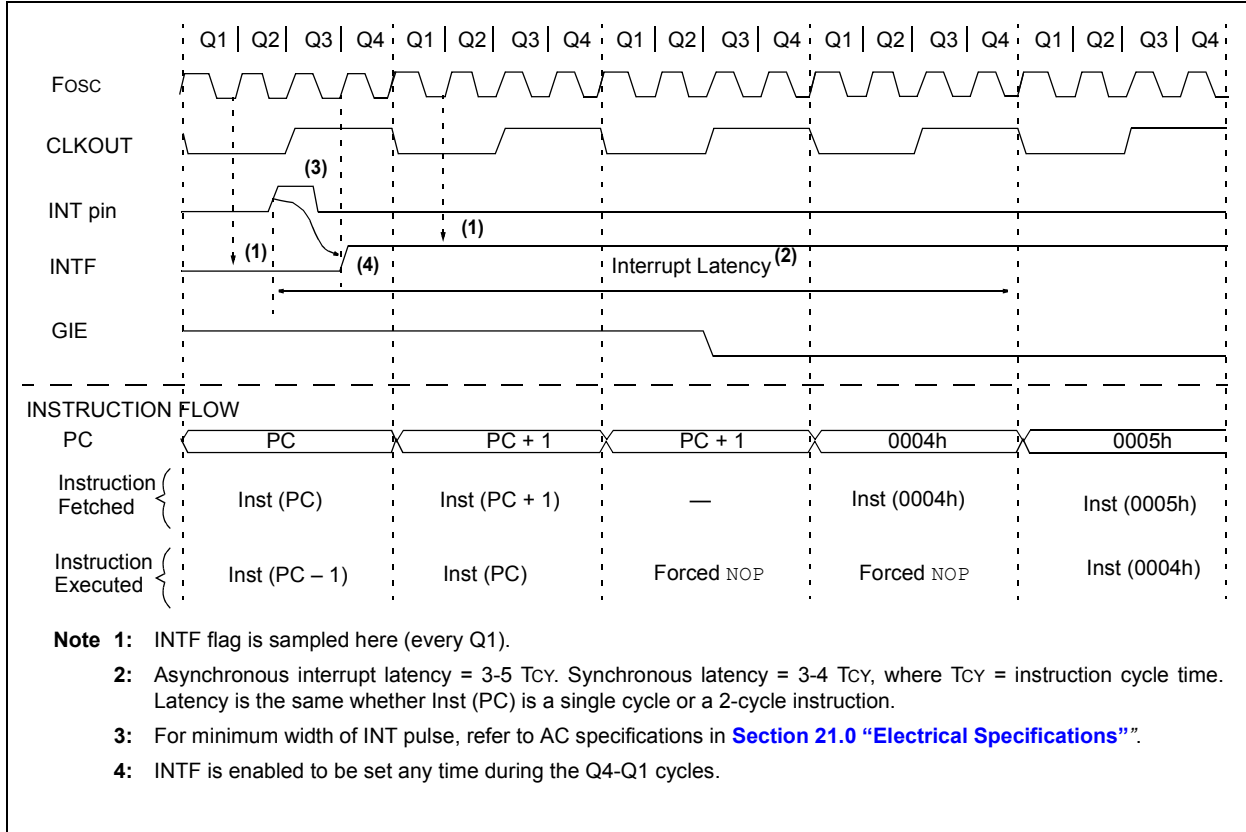 Q1 Q2 Q3 Q4 Q1 Q2 Q3 Q4 Q1 Q2 Q3 Q4 Q1 Q2 Q3 Q4 Q1 Q2 Q3 Q4
FOSC
CLKOUT
(3)
INT pin
(1)
(1)
INTF
(4)
Interrupt Latency(2)
GIE
INSTRUCTION FLOW
PC PC PC + 1 PC + 1 0004h 0005h
Instruction
Fetched
Inst (PC) Inst (PC + 1) — Inst (0004h) Inst (0005h)
Instruction
Executed
Inst (PC – 1) Inst (PC) Forced NOP Forced NOP Inst (0004h)
Note 1: INTF flag is sampled here (every Q1).
2: Asynchronous interrupt latency = 3-5 TCY. Synchronous latency = 3-4 TCY, where TCY = instruction cycle time.
Latency is the same whether Inst (PC) is a single cycle or a 2-cycle instruction.
3: For minimum width of INT pulse, refer to AC specifications in Section 21.0 “Electrical Specifications””.
4: INTF is enabled to be set any time during the Q4-Q1 cycles.